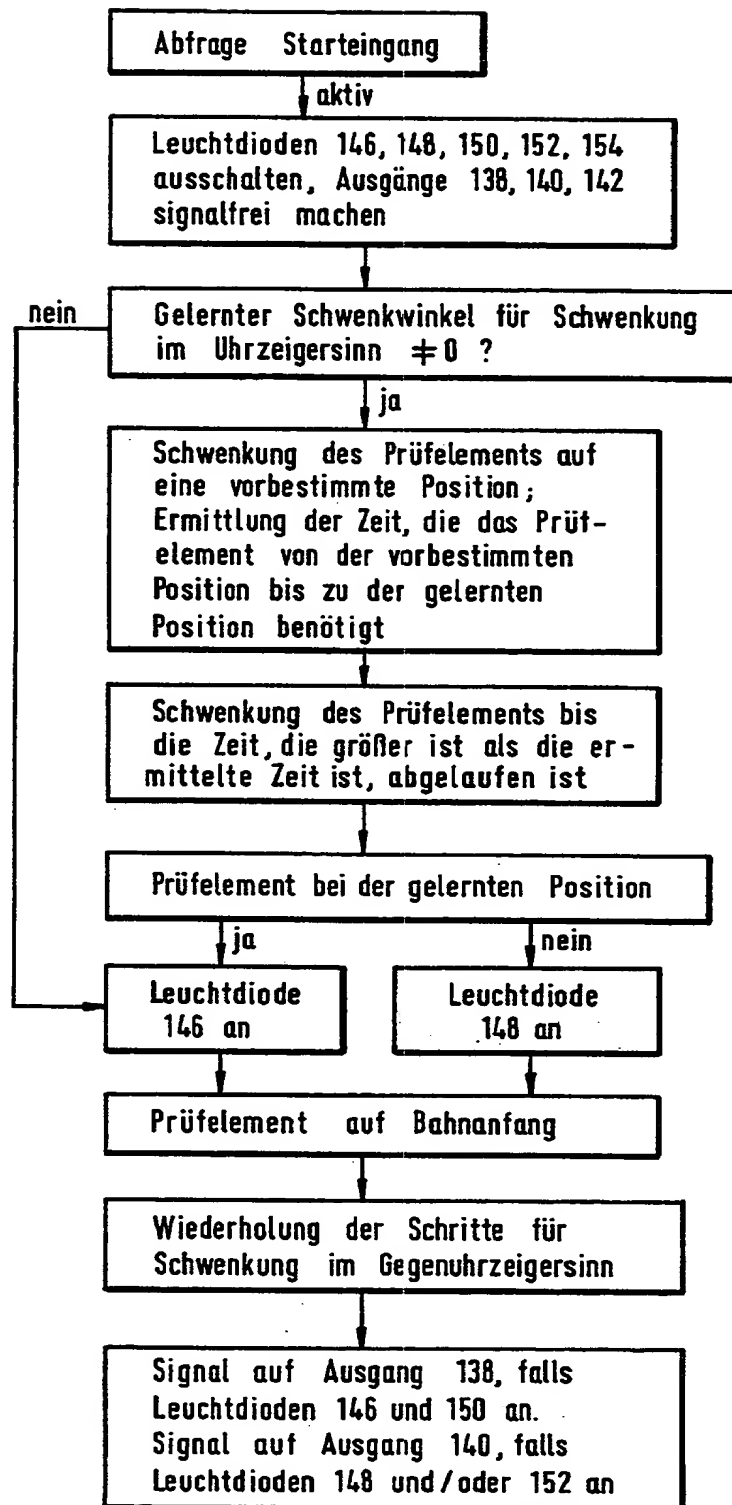 Abfrage Starteingang
aktiv
Leuchtdioden 146, 148, 150, 152, 154
ausschalten, Ausgänge 138, 140, 142
signalfrei machen
nein
Gelernter Schwenkwinkel für Schwenkung
im Uhrzeigersinn ≠ 0 ?
ja
Schwenkung des Prüfelements auf
eine vorbestimmte Position;
Ermittlung der Zeit, die das Prüf-
element von der vorbestimmten
Position bis zu der gelernten
Position benötigt
Schwenkung des Prüfelements bis
die Zeit, die größer ist als die er-
mittelte Zeit ist, abgelaufen ist
Prüfelement bei der gelernten Position
ja
nein
Leuchtdiode
146 an
Leuchtdiode
148 an
Prüfelement auf Bahnanfang
Wiederholung der Schritte für
Schwenkung im Gegenuhrzeigersinn
Signal auf Ausgang 138, falls
Leuchtdioden 146 und 150 an.
Signal auf Ausgang 140, falls
Leuchtdioden 148 und/oder 152 an